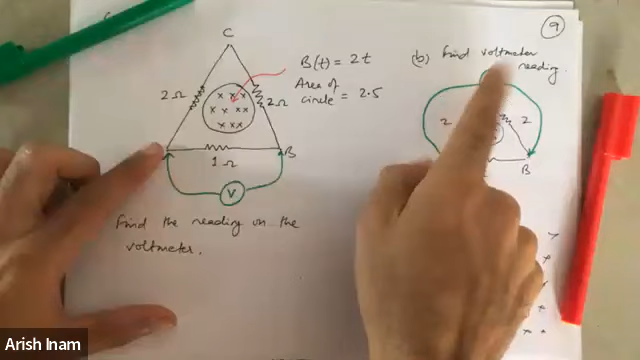 9
C
B(t) = 2t
(b) Find voltmeter
reading.
Area of
circle = 2.5
2Ω
x x x
2Ω
x x x x
x x x
2
2
B
1Ω
B
V
Find the reading on the
voltmeter.
Arish Inam